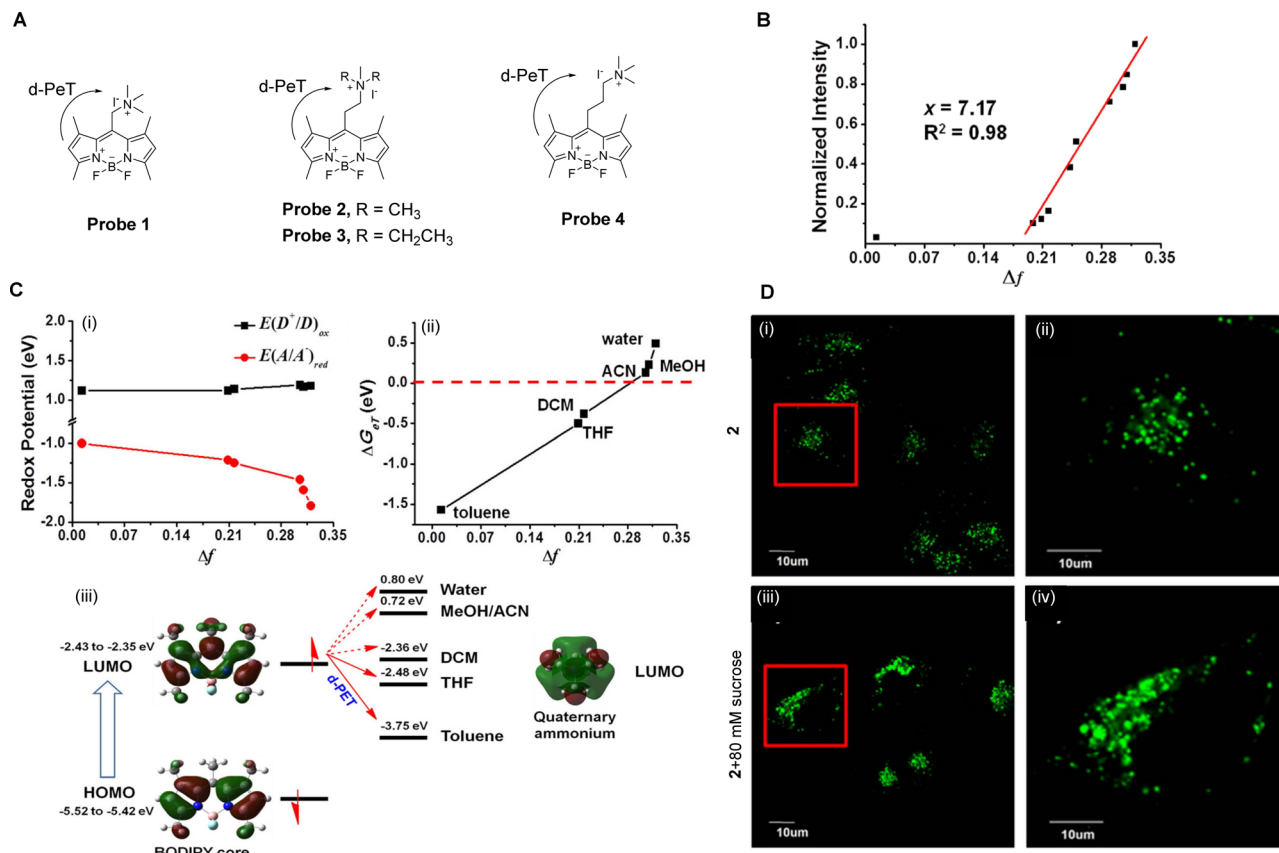 A
d-PeT
I⁻
N
+
N
+
B
−
N
F
F
Probe 1
d-PeT
R
R
N
+
I⁻
N
+
B
−
N
F
F
Probe 2, R = CH₃
Probe 3, R = CH₂CH₃
d-PeT
I⁻
N
+
N
+
B
−
N
F
F
Probe 4
B
Normalized Intensity
1.0
0.8
0.6
0.4
0.2
x = 7.17
R² = 0.98
0.00 0.07 0.14 0.21 0.28 0.35
Δf
C
(i)
Redox Potential (eV)
2.0
1.5
1.0
-1.0
-1.5
-2.0
E(D⁺/D)ox
E(A/A⁻)red
0.00 0.07 0.14 0.21 0.28 0.35
Δf
(ii)
ΔGeT (eV)
0.5
0.0
-0.5
-1.0
-1.5
water
MeOH
ACN
DCM
THF
toluene
0.00 0.07 0.14 0.21 0.28 0.35
Δf
(iii)
-2.43 to -2.35 eV
LUMO
HOMO
-5.52 to -5.42 eV
BODIPY core
d-PET
0.80 eV
Water
0.72 eV
MeOH/ACN
-2.36 eV
DCM
-2.48 eV
THF
-3.75 eV
Toluene
Quaternary
ammonium
LUMO
D
2
(i)
10um
(ii)
10um
2+80 mM sucrose
(iii)
10um
(iv)
10um